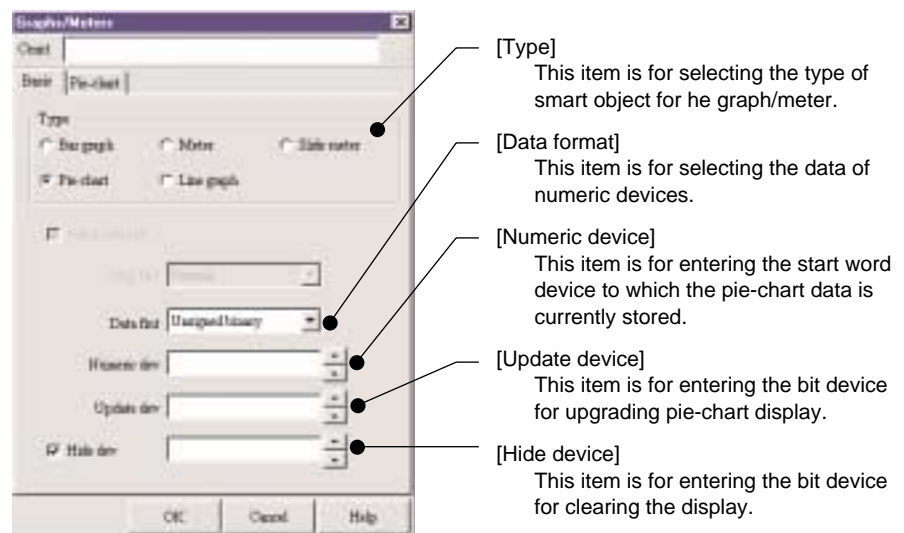 Graphs/Meters
Basic
Pie-chart
Type
Bar graph
Meter
Slide meter
Pie-chart
Line graph
Data fmt
Unsigned binary
Numeric dev
Update dev
Hide dev
OK
Cancel
Help
[Type]
This item is for selecting the type of
smart object for he graph/meter.
[Data format]
This item is for selecting the data of
numeric devices.
[Numeric device]
This item is for entering the start word
device to which the pie-chart data is
currently stored.
[Update device]
This item is for entering the bit device
for upgrading pie-chart display.
[Hide device]
This item is for entering the bit device
for clearing the display.